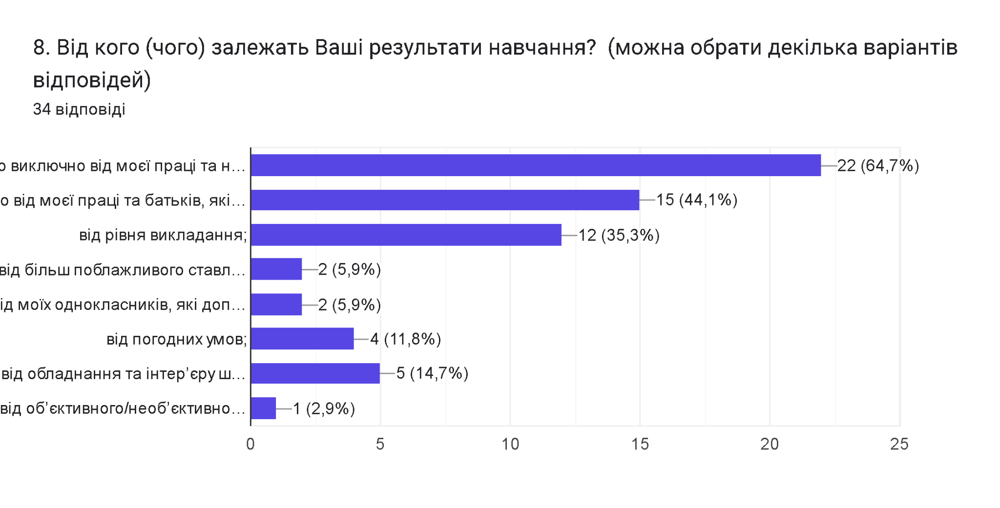 8. Від кого (чого) залежать Ваші результати навчання? (можна обрати декілька варіантів
відповідей)
34 відповіді
о виключно від моєї праці та н… 22 (64,7%)
о від моєї праці та батьків, які… 15 (44,1%)
від рівня викладання; 12 (35,3%)
від більш поблажливого ставл… 2 (5,9%)
ід моїх однокласників, які доп… 2 (5,9%)
від погодних умов; 4 (11,8%)
від обладнання та інтер’єру ш… 5 (14,7%)
від об’єктивного/необ’єктивно… 1 (2,9%)
0 5 10 15 20 25